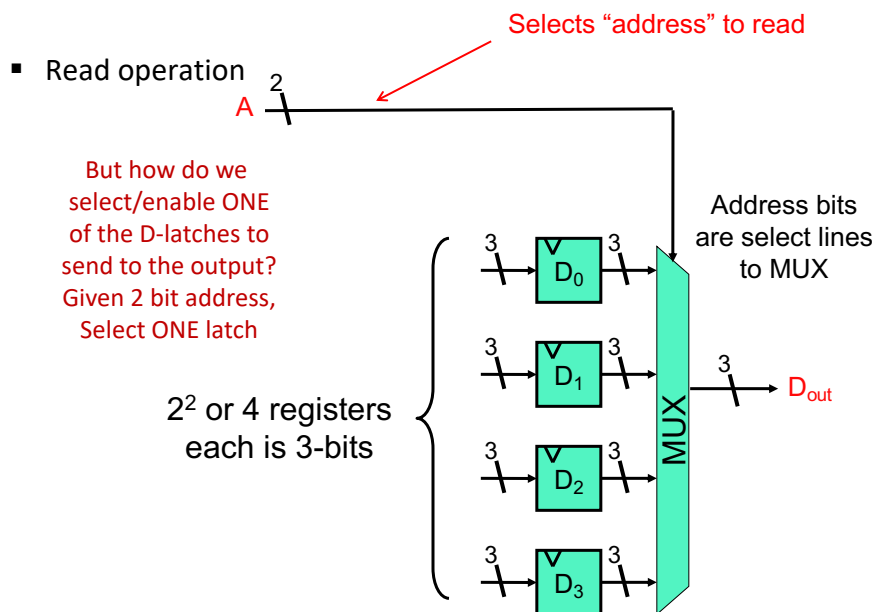 Selects “address” to read
▪ Read operation
2
A
But how do we
select/enable ONE
of the D-latches to
send to the output?
Given 2 bit address,
Select ONE latch
Address bits
are select lines
to MUX
2² or 4 registers
each is 3-bits
3
D₀
3
3
D₁
3
3
D₂
3
3
D₃
3
MUX
3
Dout